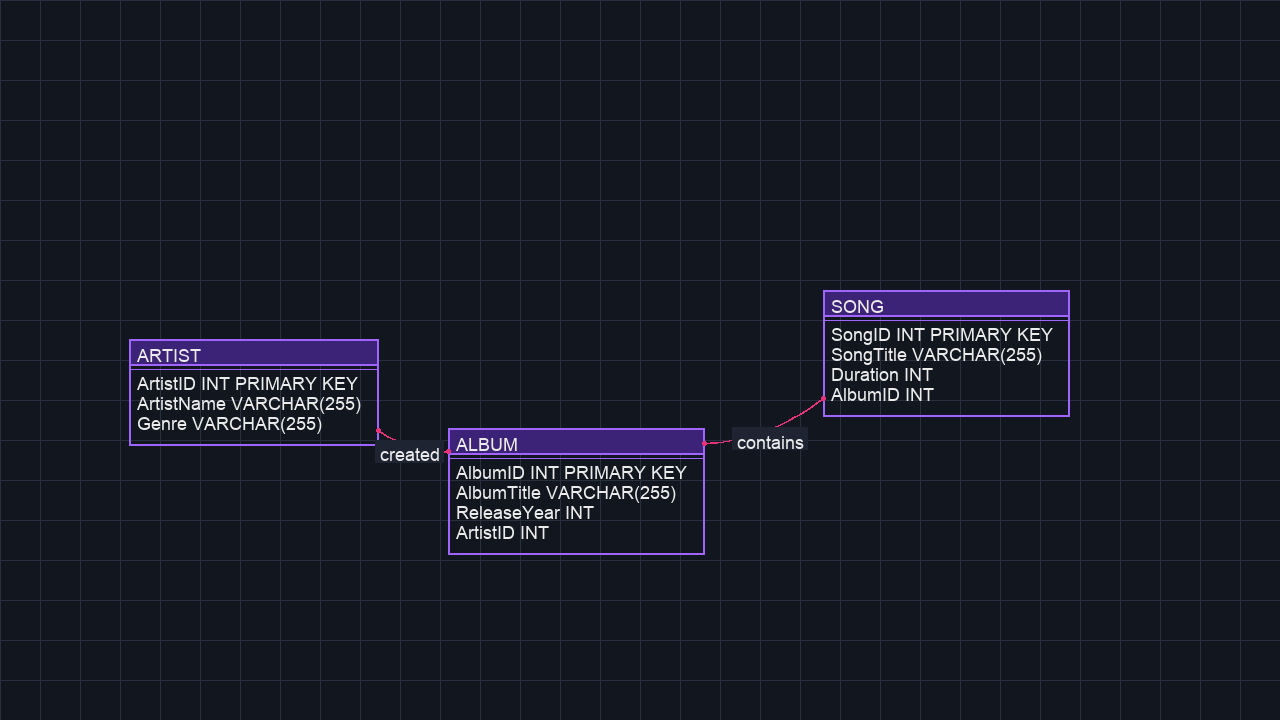 ARTIST
ArtistID INT PRIMARY KEY
ArtistName VARCHAR(255)
Genre VARCHAR(255)
created
ALBUM
AlbumID INT PRIMARY KEY
AlbumTitle VARCHAR(255)
ReleaseYear INT
ArtistID INT
contains
SONG
SongID INT PRIMARY KEY
SongTitle VARCHAR(255)
Duration INT
AlbumID INT